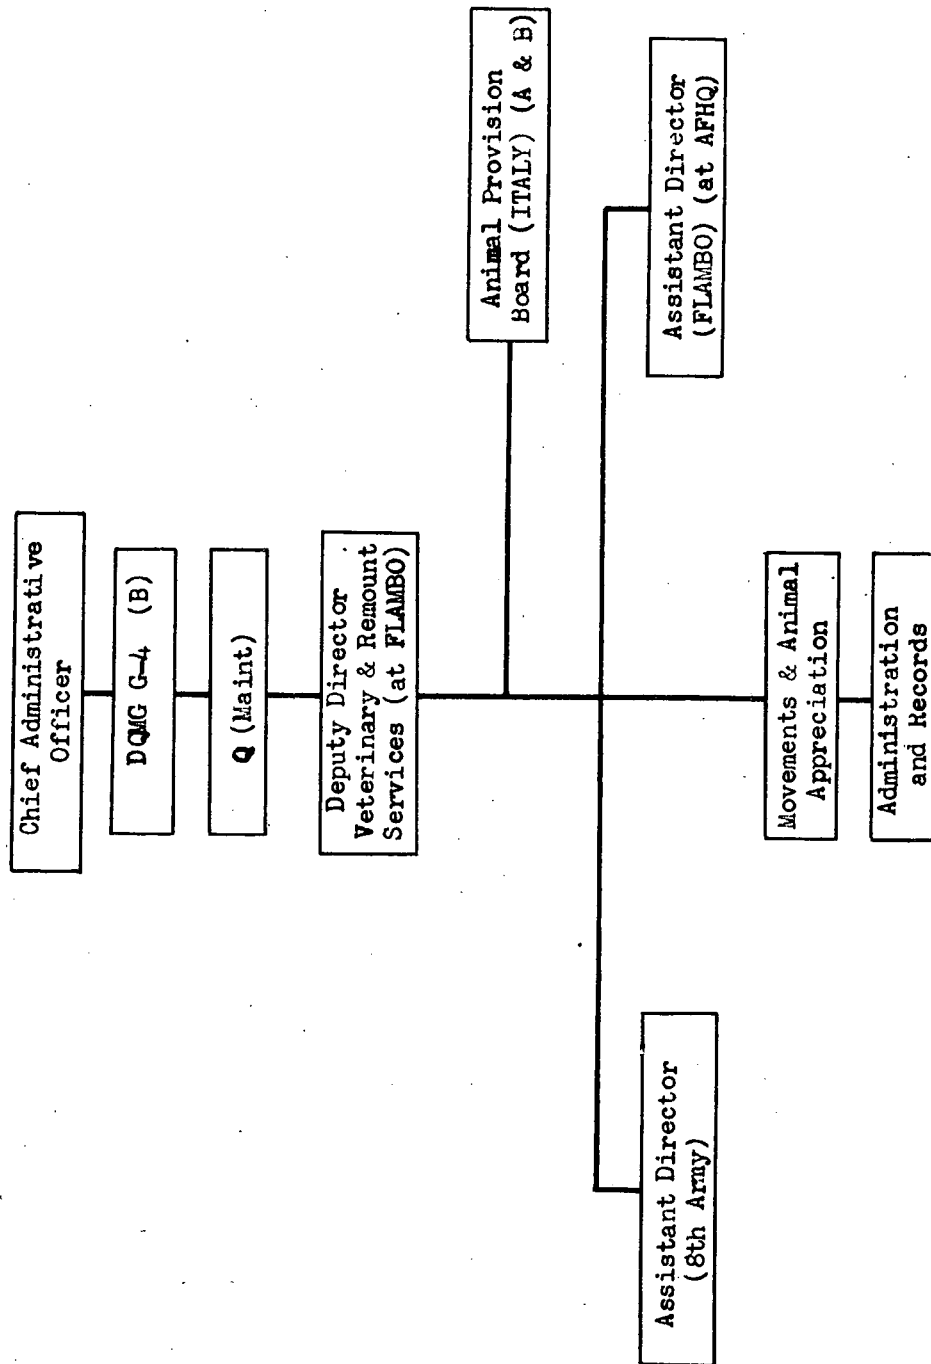 Chief Administrative
Officer
DQMG G-4 (B)
Q (Maint)
Deputy Director
Veterinary & Remount
Services (at FLAMBO)
Animal Provision
Board (ITALY) (A & B)
Assistant Director
(8th Army)
Assistant Director
(FLAMBO) (at AFHQ)
Movements & Animal
Appreciation
Administration
and Records